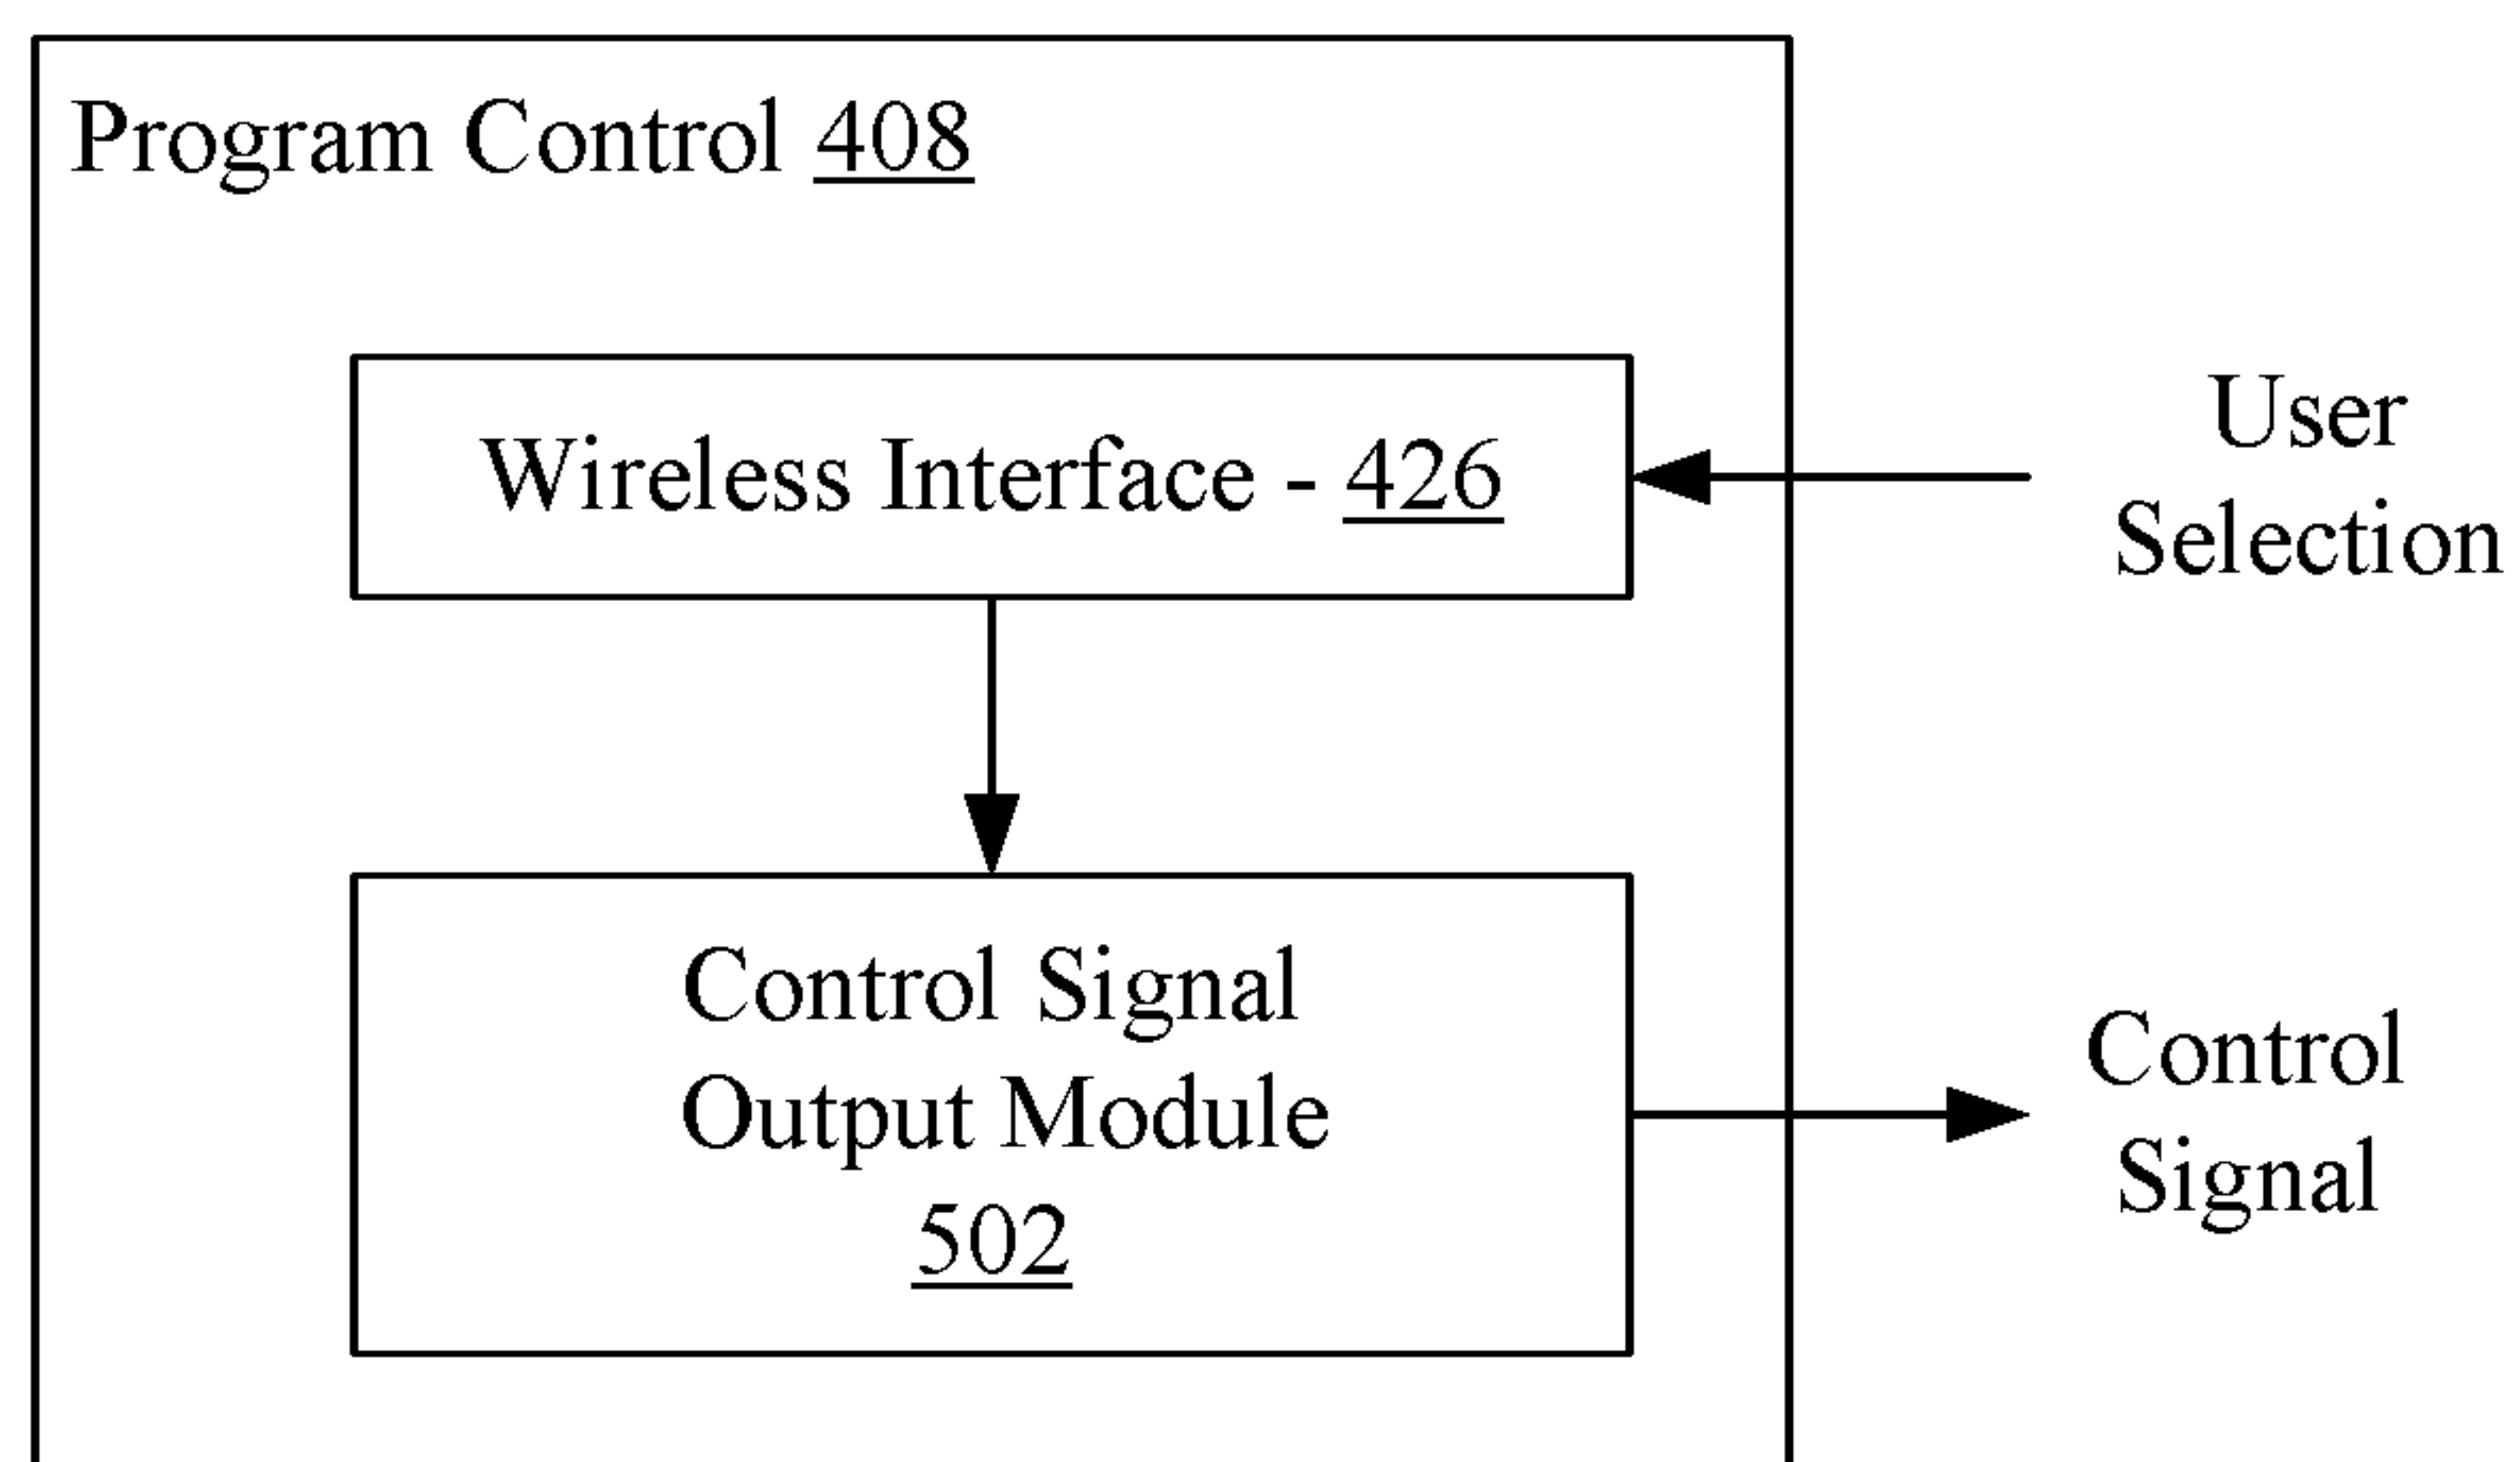 Program Control 408
Wireless Interface - 426
User
Selection
Control Signal
Output Module
502
Control
Signal